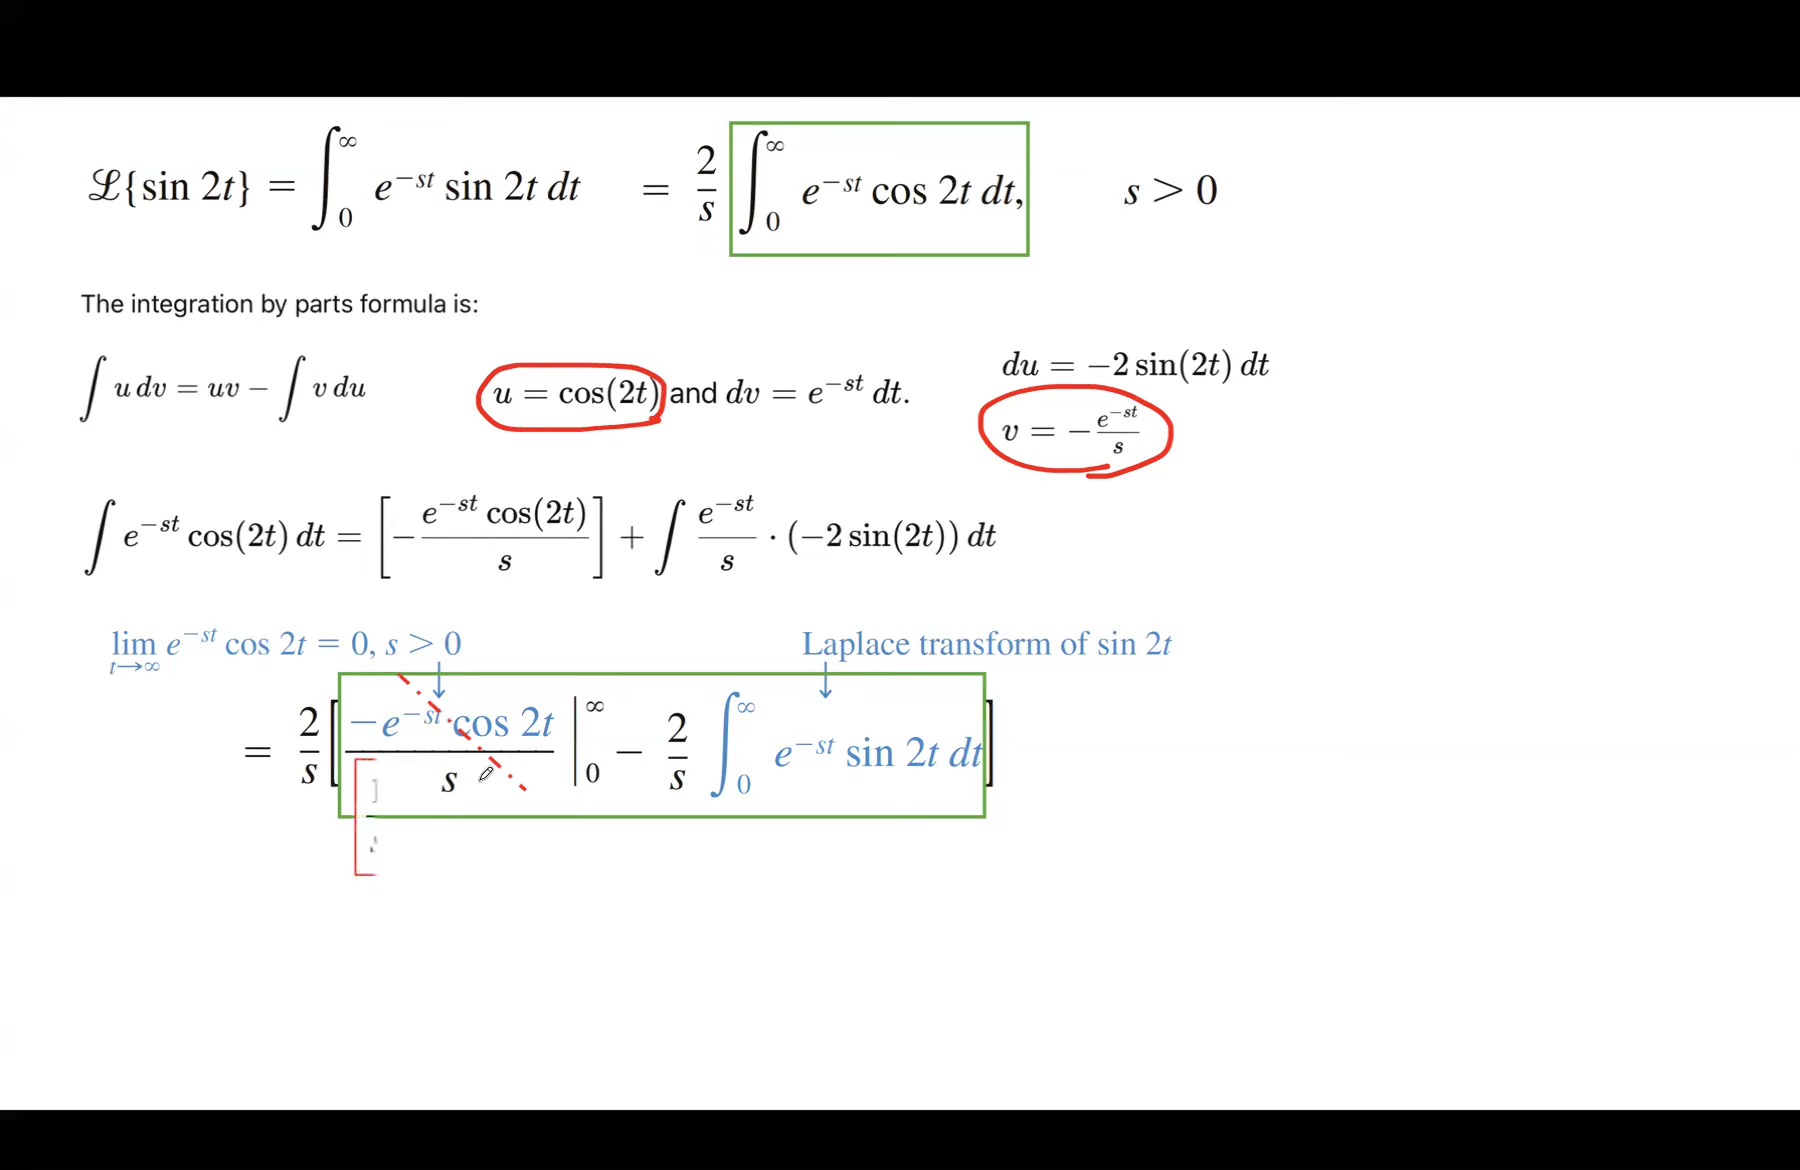 ℒ{sin 2t} = ∫₀^∞ e^{−st} sin 2t dt = 2/s ∫₀^∞ e^{−st} cos 2t dt, s > 0
The integration by parts formula is:
∫ u dv = uv − ∫ v du u = cos(2t) and dv = e^{−st} dt. du = −2 sin(2t) dt
v = − e^{−st}/s
∫ e^{−st} cos(2t) dt = [− e^{−st} cos(2t)/s] + ∫ e^{−st}/s · (−2 sin(2t)) dt
lim_{t→∞} e^{−st} cos 2t = 0, s > 0 Laplace transform of sin 2t
= 2/s [ −e^{−st} cos 2t/s |₀^∞ − 2/s ∫₀^∞ e^{−st} sin 2t dt ]